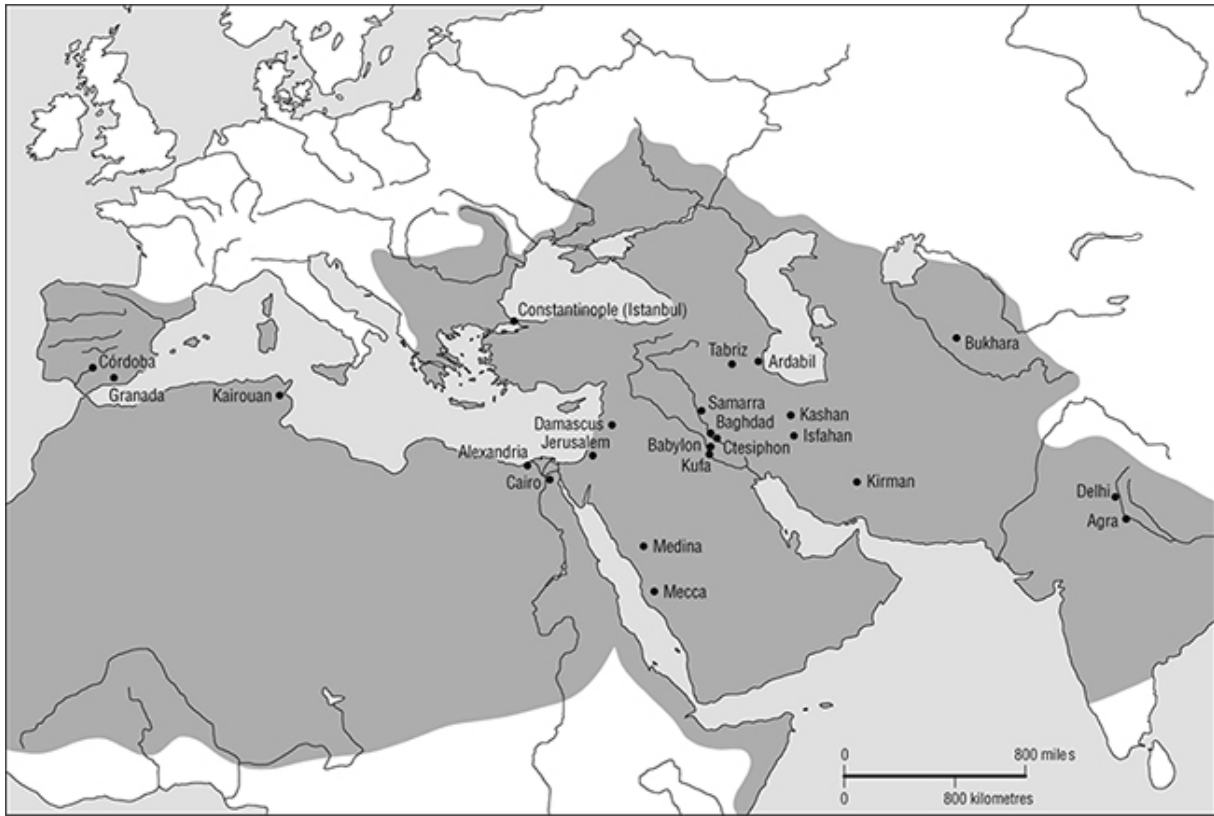 Constantinople (Istanbul)
Bukhara
Tabriz
Ardabil
Córdoba
Granada
Kairouan
Samarra
Kashan
Baghdad
Damascus
Isfahan
Jerusalem
Babylon
Ctesiphon
Alexandria
Kufa
Cairo
Kirman
Delhi
Agra
Medina
Mecca
0 800 miles
0 800 kilometres